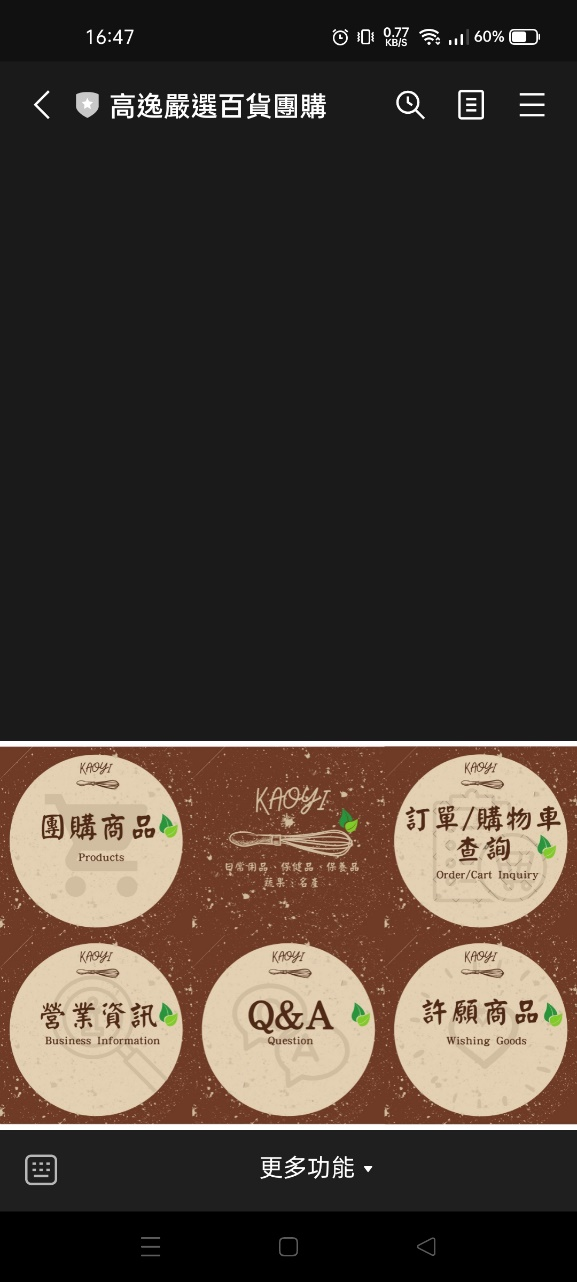 16:47
0.77
KB/S
60%
高逸嚴選百貨團購
KAOYI
團購商品
Products
KAOYI
日常用品、保健品、保養品
蔬果、名產
KAOYI
訂單/購物車
查詢
Order/Cart Inquiry
KAOYI
營業資訊
Business Information
KAOYI
Q&A
Question
KAOYI
許願商品
Wishing Goods
更多功能